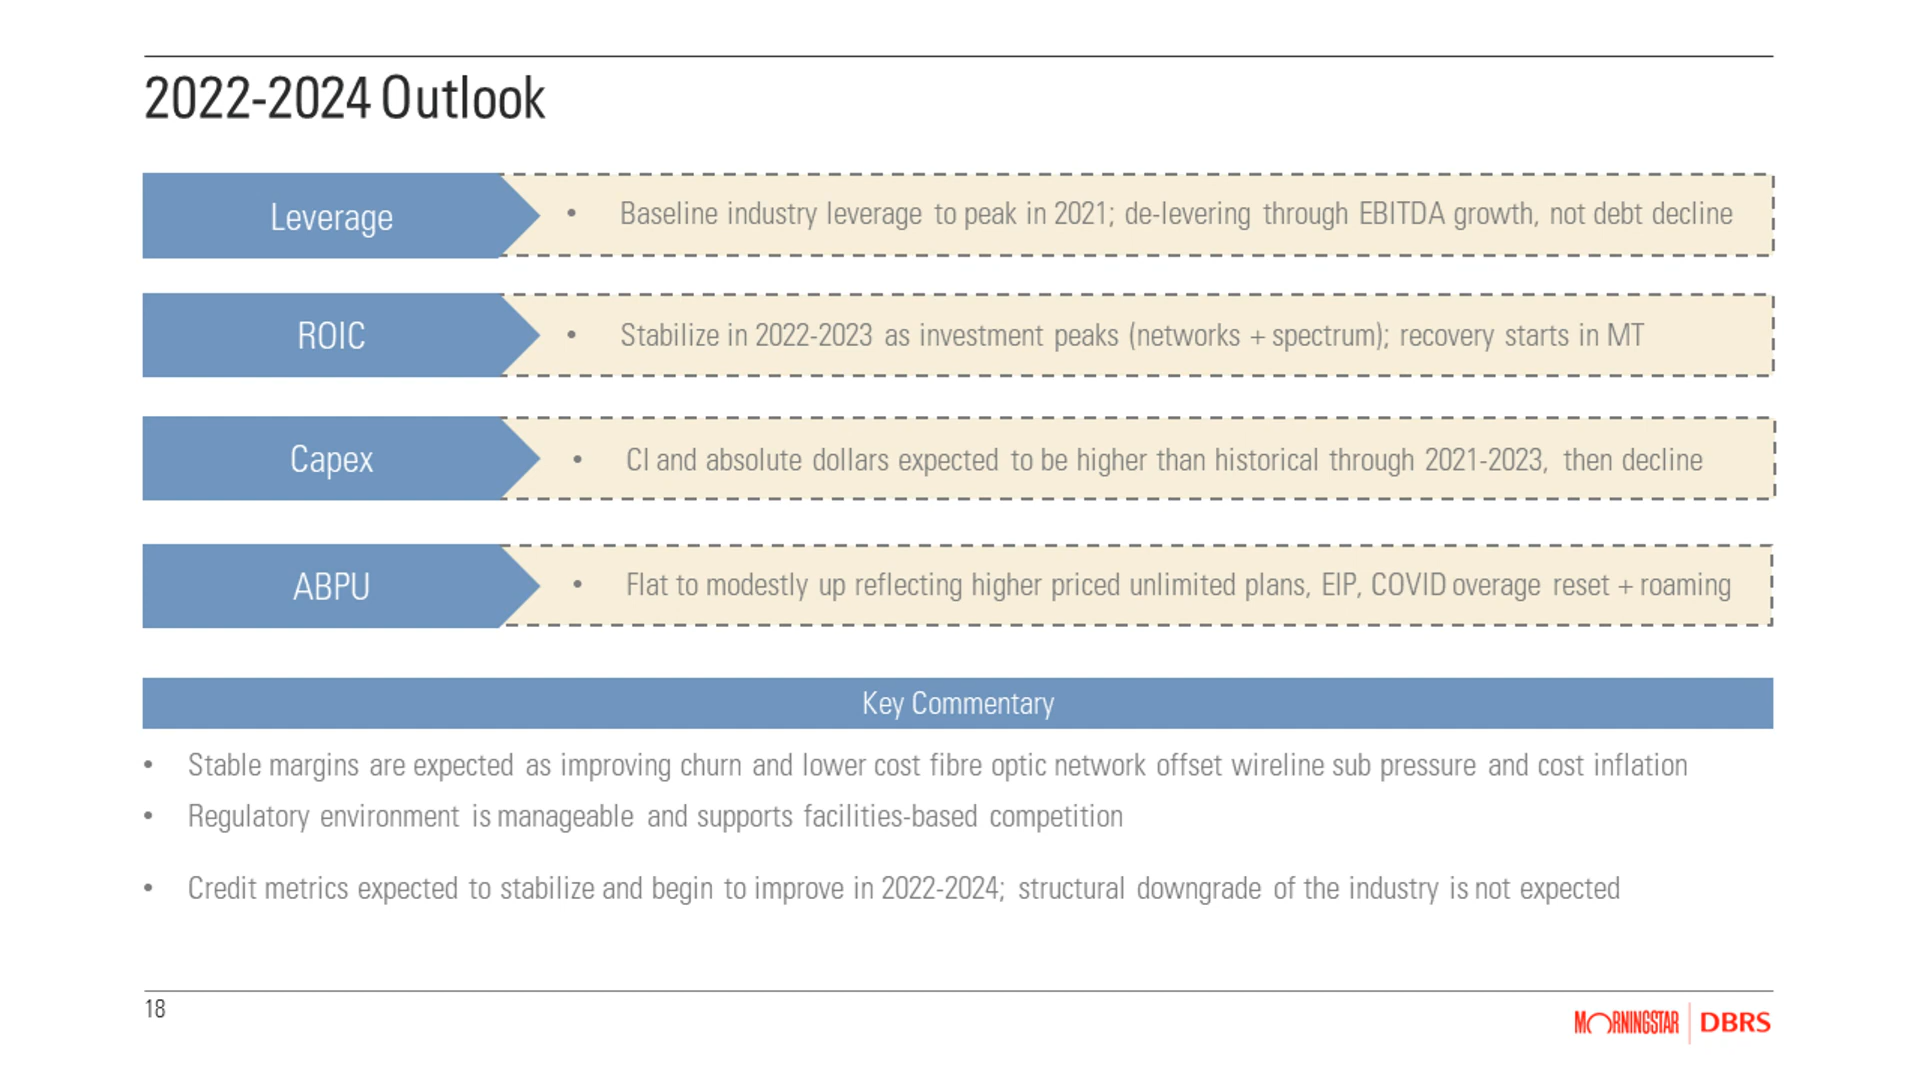 2022-2024 Outlook
Leverage
• Baseline industry leverage to peak in 2021; de-levering through EBITDA growth, not debt decline
ROIC
• Stabilize in 2022-2023 as investment peaks (networks + spectrum); recovery starts in MT
Capex
• CI and absolute dollars expected to be higher than historical through 2021-2023, then decline
ABPU
• Flat to modestly up reflecting higher priced unlimited plans, EIP, COVID overage reset + roaming
Key Commentary
• Stable margins are expected as improving churn and lower cost fibre optic network offset wireline sub pressure and cost inflation
• Regulatory environment is manageable and supports facilities-based competition
• Credit metrics expected to stabilize and begin to improve in 2022-2024; structural downgrade of the industry is not expected
18
MORNINGSTAR DBRS